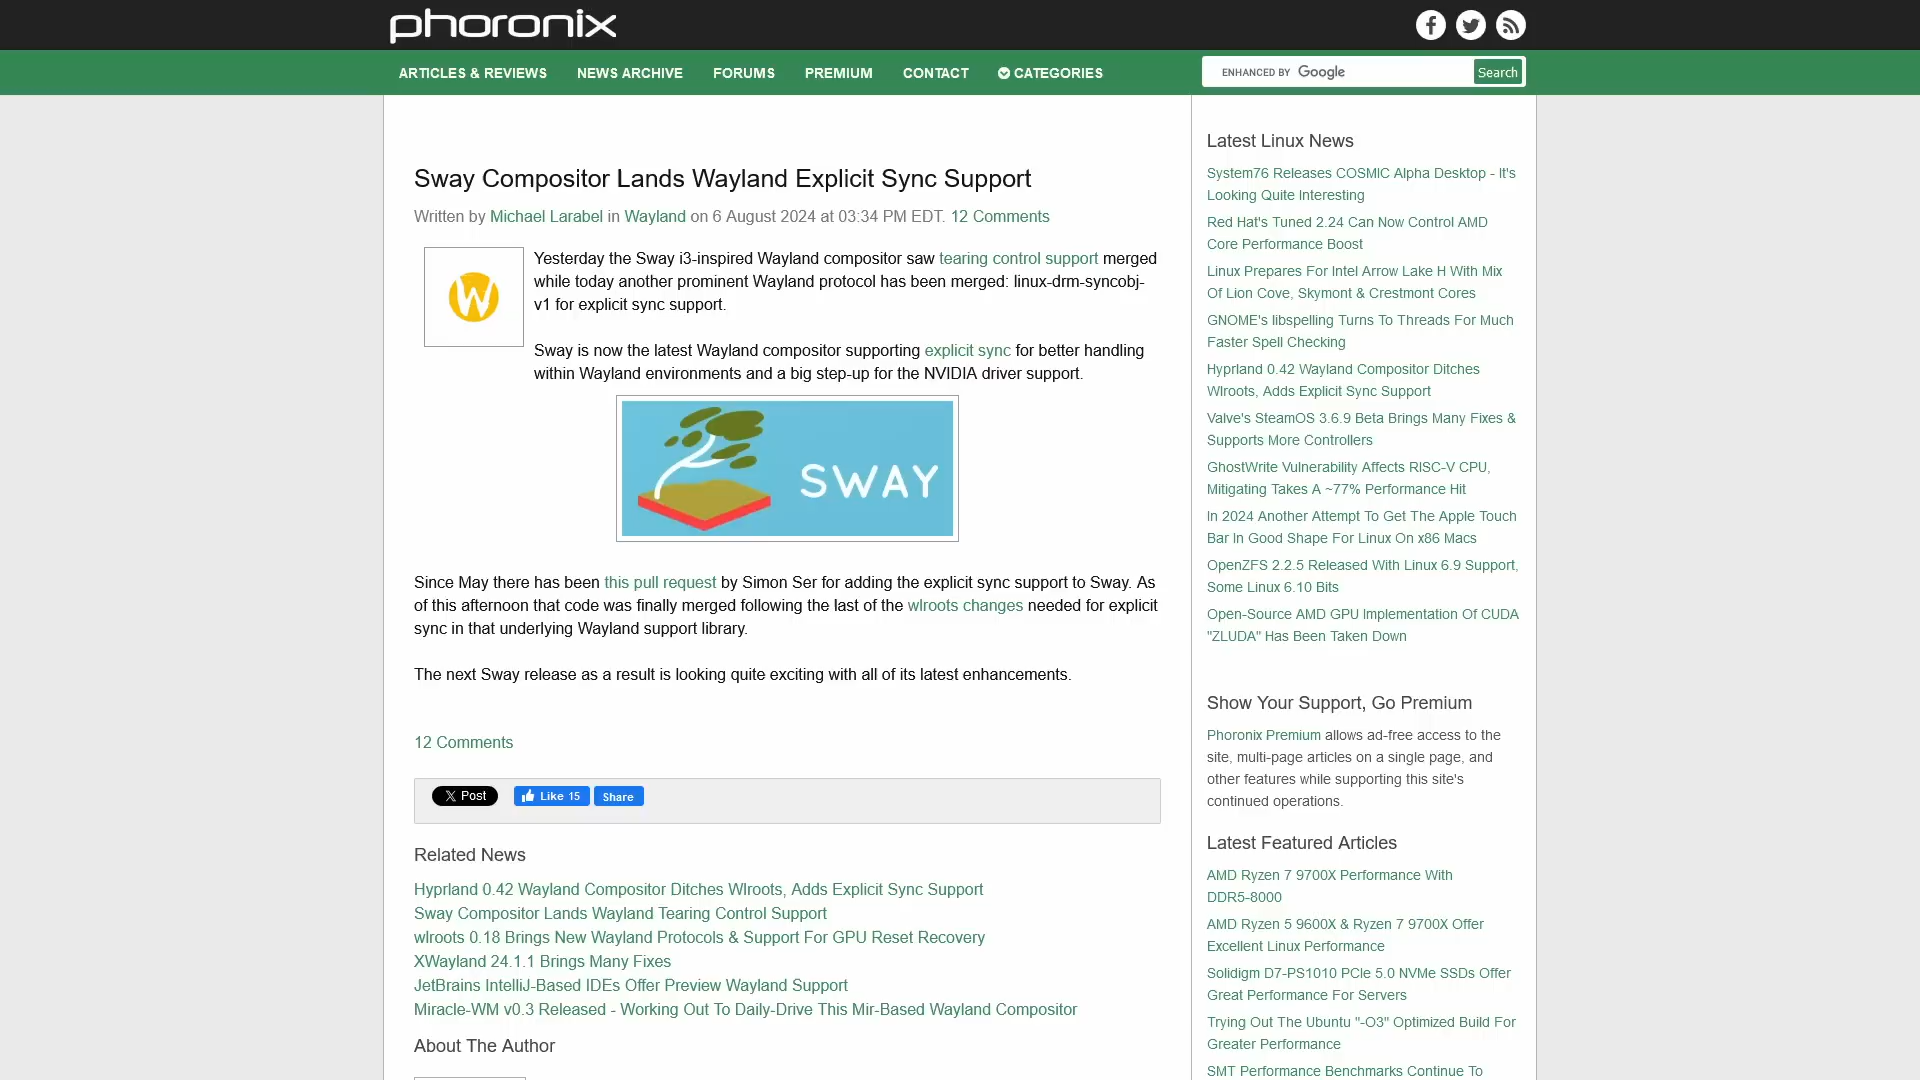 phoronix
ARTICLES & REVIEWS NEWS ARCHIVE FORUMS PREMIUM CONTACT CATEGORIES
ENHANCED BY Google Search
Sway Compositor Lands Wayland Explicit Sync Support
Written by Michael Larabel in Wayland on 6 August 2024 at 03:34 PM EDT. 12 Comments
Yesterday the Sway i3-inspired Wayland compositor saw tearing control support merged
while today another prominent Wayland protocol has been merged: linux-drm-syncobj-
v1 for explicit sync support.
Sway is now the latest Wayland compositor supporting explicit sync for better handling
within Wayland environments and a big step-up for the NVIDIA driver support.
SWAY
Since May there has been this pull request by Simon Ser for adding the explicit sync support to Sway. As
of this afternoon that code was finally merged following the last of the wlroots changes needed for explicit
sync in that underlying Wayland support library.
The next Sway release as a result is looking quite exciting with all of its latest enhancements.
12 Comments
Post Like 15 Share
Related News
Hyprland 0.42 Wayland Compositor Ditches Wlroots, Adds Explicit Sync Support
Sway Compositor Lands Wayland Tearing Control Support
wlroots 0.18 Brings New Wayland Protocols & Support For GPU Reset Recovery
XWayland 24.1.1 Brings Many Fixes
JetBrains IntelliJ-Based IDEs Offer Preview Wayland Support
Miracle-WM v0.3 Released - Working Out To Daily-Drive This Mir-Based Wayland Compositor
About The Author
Latest Linux News
System76 Releases COSMIC Alpha Desktop - It's
Looking Quite Interesting
Red Hat's Tuned 2.24 Can Now Control AMD
Core Performance Boost
Linux Prepares For Intel Arrow Lake H With Mix
Of Lion Cove, Skymont & Crestmont Cores
GNOME's libspelling Turns To Threads For Much
Faster Spell Checking
Hyprland 0.42 Wayland Compositor Ditches
Wlroots, Adds Explicit Sync Support
Valve's SteamOS 3.6.9 Beta Brings Many Fixes &
Supports More Controllers
GhostWrite Vulnerability Affects RISC-V CPU,
Mitigating Takes A ~77% Performance Hit
In 2024 Another Attempt To Get The Apple Touch
Bar In Good Shape For Linux On x86 Macs
OpenZFS 2.2.5 Released With Linux 6.9 Support,
Some Linux 6.10 Bits
Open-Source AMD GPU Implementation Of CUDA
"ZLUDA" Has Been Taken Down
Show Your Support, Go Premium
Phoronix Premium allows ad-free access to the
site, multi-page articles on a single page, and
other features while supporting this site's
continued operations.
Latest Featured Articles
AMD Ryzen 7 9700X Performance With
DDR5-8000
AMD Ryzen 5 9600X & Ryzen 7 9700X Offer
Excellent Linux Performance
Solidigm D7-PS1010 PCIe 5.0 NVMe SSDs Offer
Great Performance For Servers
Trying Out The Ubuntu "-O3" Optimized Build For
Greater Performance
SMT Performance Benchmarks Continue To